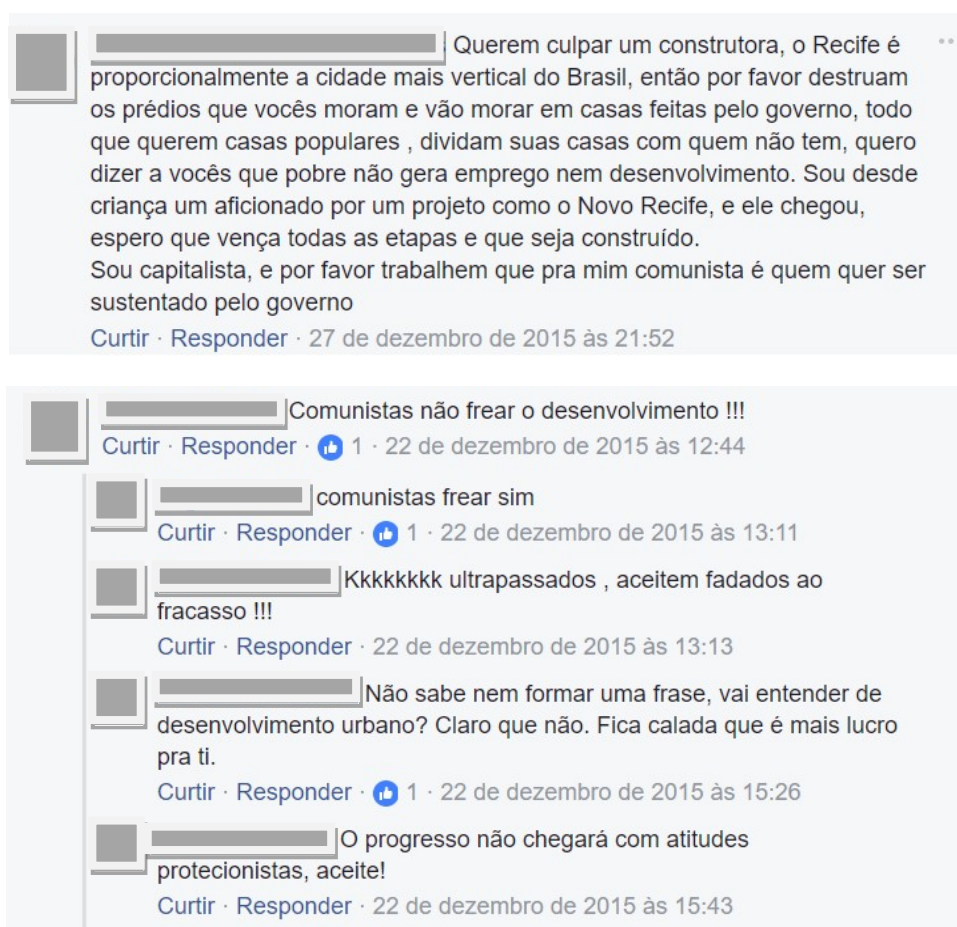 Querem culpar um construtora, o Recife é
proporcionalmente a cidade mais vertical do Brasil, então por favor destruam
os prédios que vocês moram e vão morar em casas feitas pelo governo, todo
que querem casas populares , dividam suas casas com quem não tem, quero
dizer a vocês que pobre não gera emprego nem desenvolvimento. Sou desde
criança um aficionado por um projeto como o Novo Recife, e ele chegou,
espero que vença todas as etapas e que seja construído.
Sou capitalista, e por favor trabalhem que pra mim comunista é quem quer ser
sustentado pelo governo
Curtir · Responder · 27 de dezembro de 2015 às 21:52
Comunistas não frear o desenvolvimento !!!
Curtir · Responder · 1 · 22 de dezembro de 2015 às 12:44
comunistas frear sim
Curtir · Responder · 1 · 22 de dezembro de 2015 às 13:11
Kkkkkkkk ultrapassados , aceitem fadados ao
fracasso !!!
Curtir · Responder · 22 de dezembro de 2015 às 13:13
Não sabe nem formar uma frase, vai entender de
desenvolvimento urbano? Claro que não. Fica calada que é mais lucro
pra ti.
Curtir · Responder · 1 · 22 de dezembro de 2015 às 15:26
O progresso não chegará com atitudes
protecionistas, aceite!
Curtir · Responder · 22 de dezembro de 2015 às 15:43